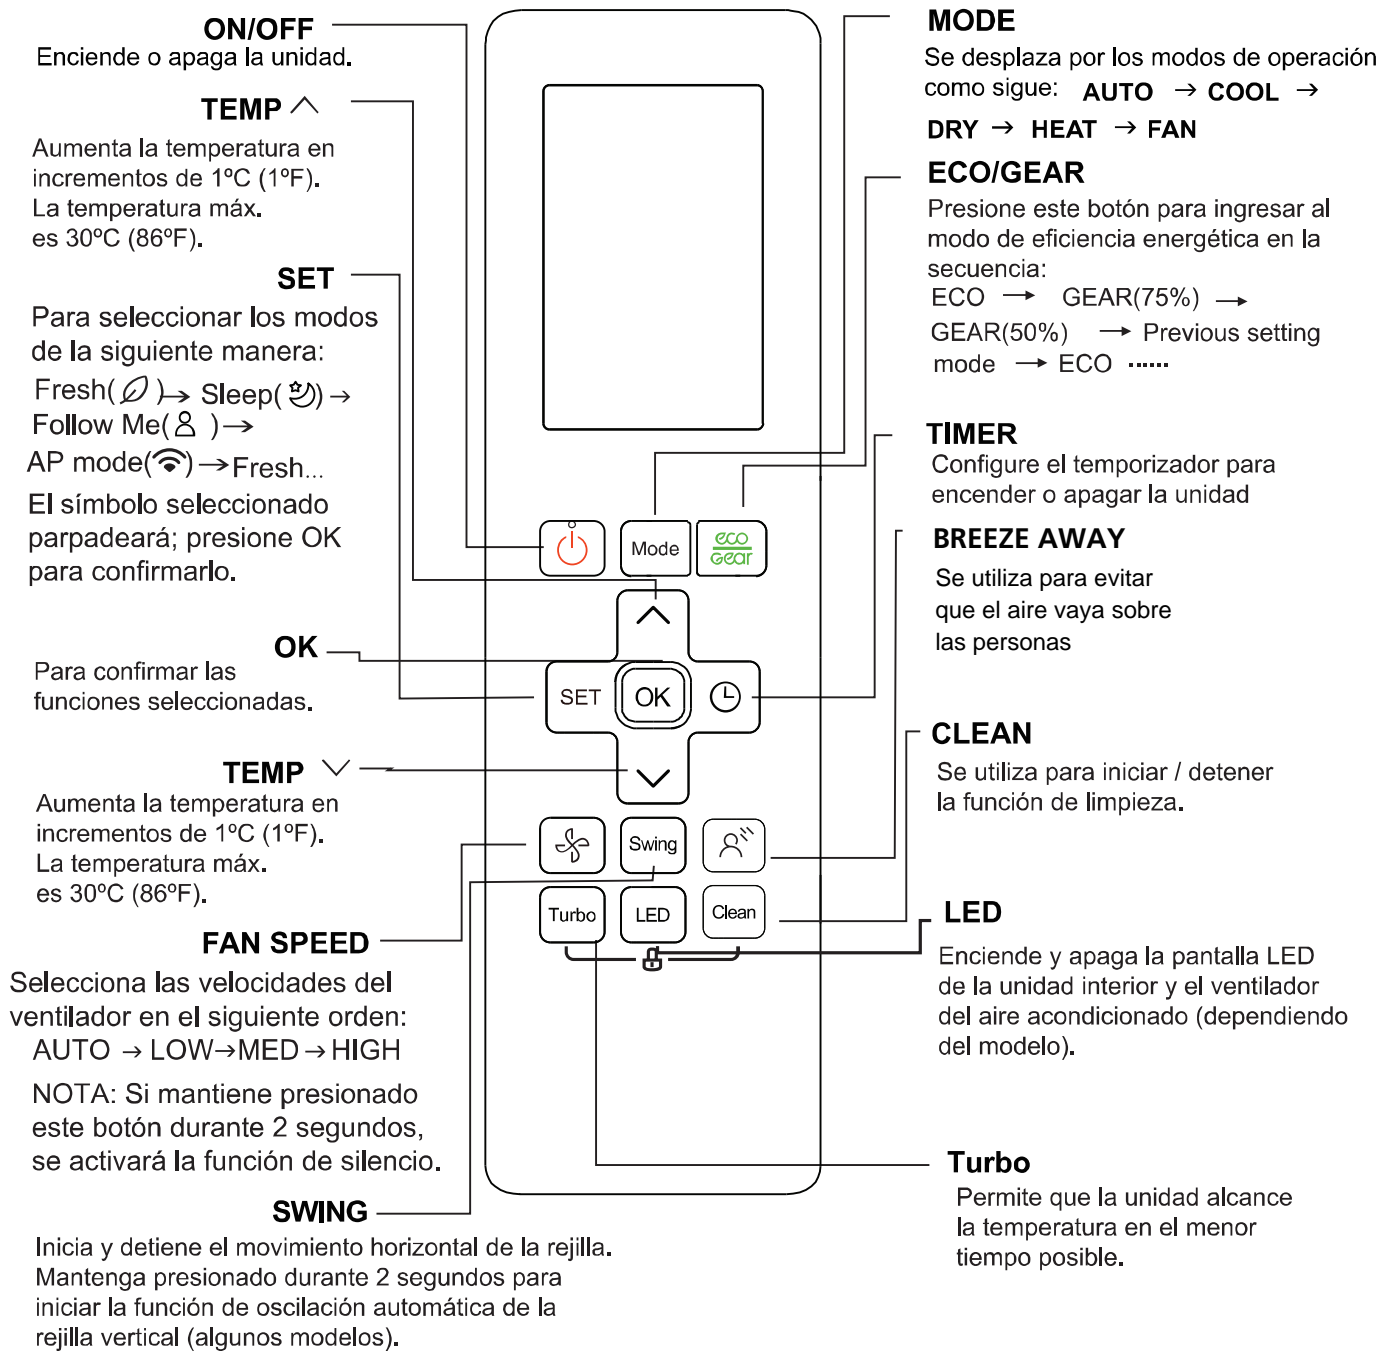 ON/OFF
Enciende o apaga la unidad.
TEMP
Aumenta la temperatura en
incrementos de 1ºC (1ºF).
La temperatura máx.
es 30ºC (86ºF).
SET
Para seleccionar los modos
de la siguiente manera:
Fresh( ) → Sleep( ) →
Follow Me( ) →
AP mode( ) → Fresh...
El símbolo seleccionado
parpadeará; presione OK
para confirmarlo.
OK
Para confirmar las
funciones seleccionadas.
TEMP
Aumenta la temperatura en
incrementos de 1ºC (1ºF).
La temperatura máx.
es 30ºC (86ºF).
FAN SPEED
Selecciona las velocidades del
ventilador en el siguiente orden:
AUTO → LOW→MED → HIGH
NOTA: Si mantiene presionado
este botón durante 2 segundos,
se activará la función de silencio.
SWING
Inicia y detiene el movimiento horizontal de la rejilla.
Mantenga presionado durante 2 segundos para
iniciar la función de oscilación automática de la
rejilla vertical (algunos modelos).
Mode
eco
Gear
SET
OK
Swing
Turbo
LED
Clean
MODE
Se desplaza por los modos de operación
como sigue: AUTO → COOL →
DRY → HEAT → FAN
ECO/GEAR
Presione este botón para ingresar al
modo de eficiencia energética en la
secuencia:
ECO → GEAR(75%) →
GEAR(50%) → Previous setting
mode → ECO ......
TIMER
Configure el temporizador para
encender o apagar la unidad
BREEZE AWAY
Se utiliza para evitar
que el aire vaya sobre
las personas
CLEAN
Se utiliza para iniciar / detener
la función de limpieza.
LED
Enciende y apaga la pantalla LED
de la unidad interior y el ventilador
del aire acondicionado (dependiendo
del modelo).
Turbo
Permite que la unidad alcance
la temperatura en el menor
tiempo posible.